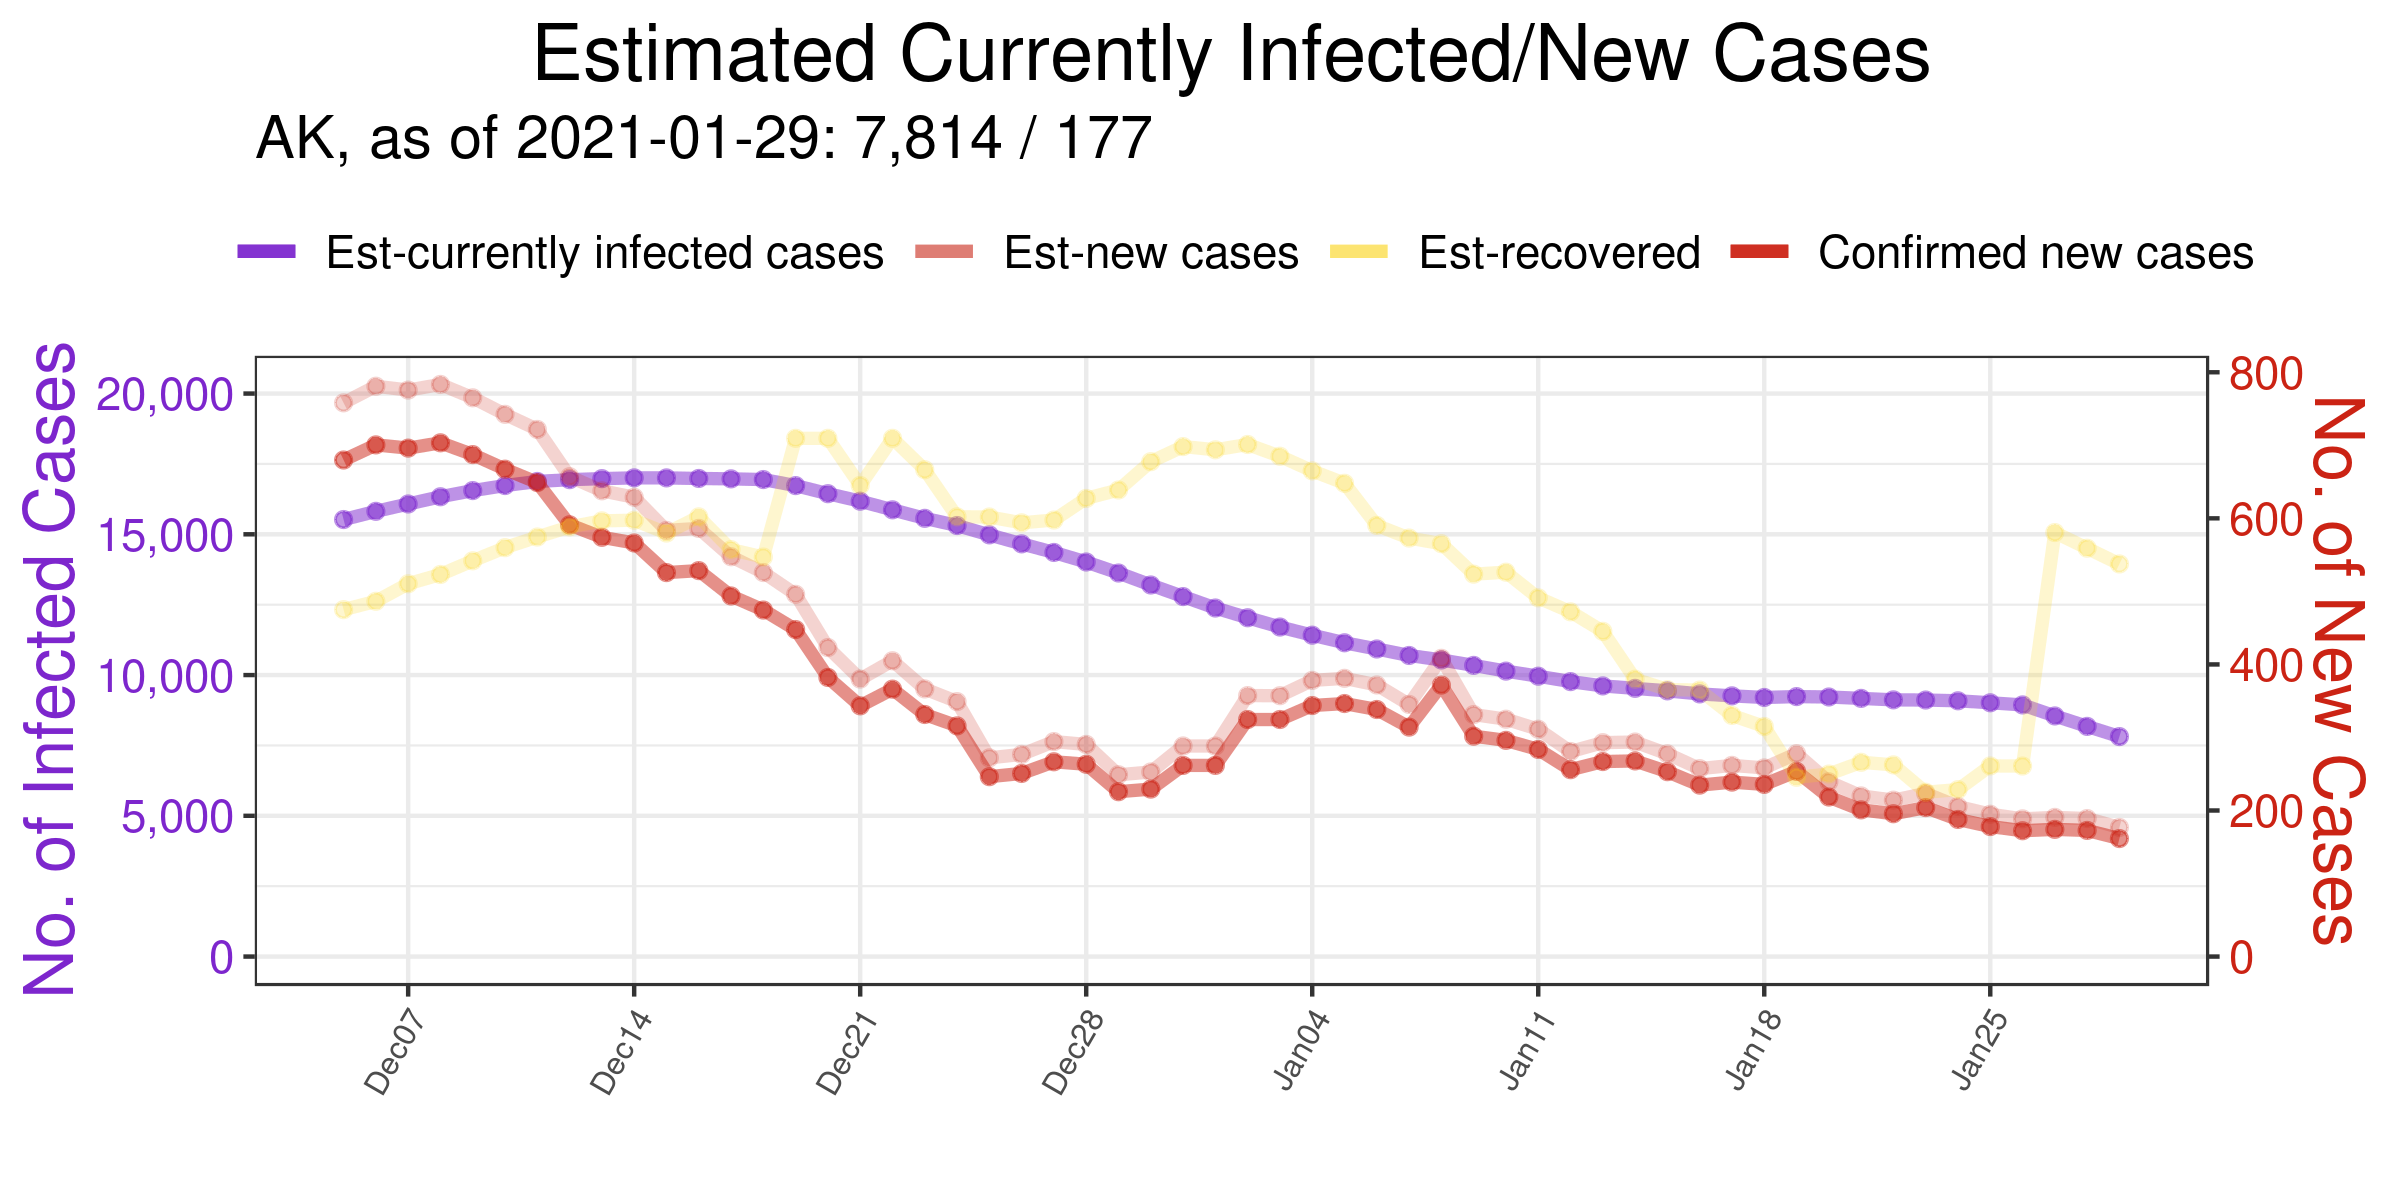 Estimated Currently Infected/New Cases
AK, as of 2021-01-29: 7,814 / 177
Est-currently infected cases Est-new cases Est-recovered Confirmed new cases
No. of Infected Cases
20,000
15,000
10,000
5,000
0
800
600
400
200
0
No. of New Cases
Dec07 Dec14 Dec21 Dec28 Jan04 Jan11 Jan18 Jan25